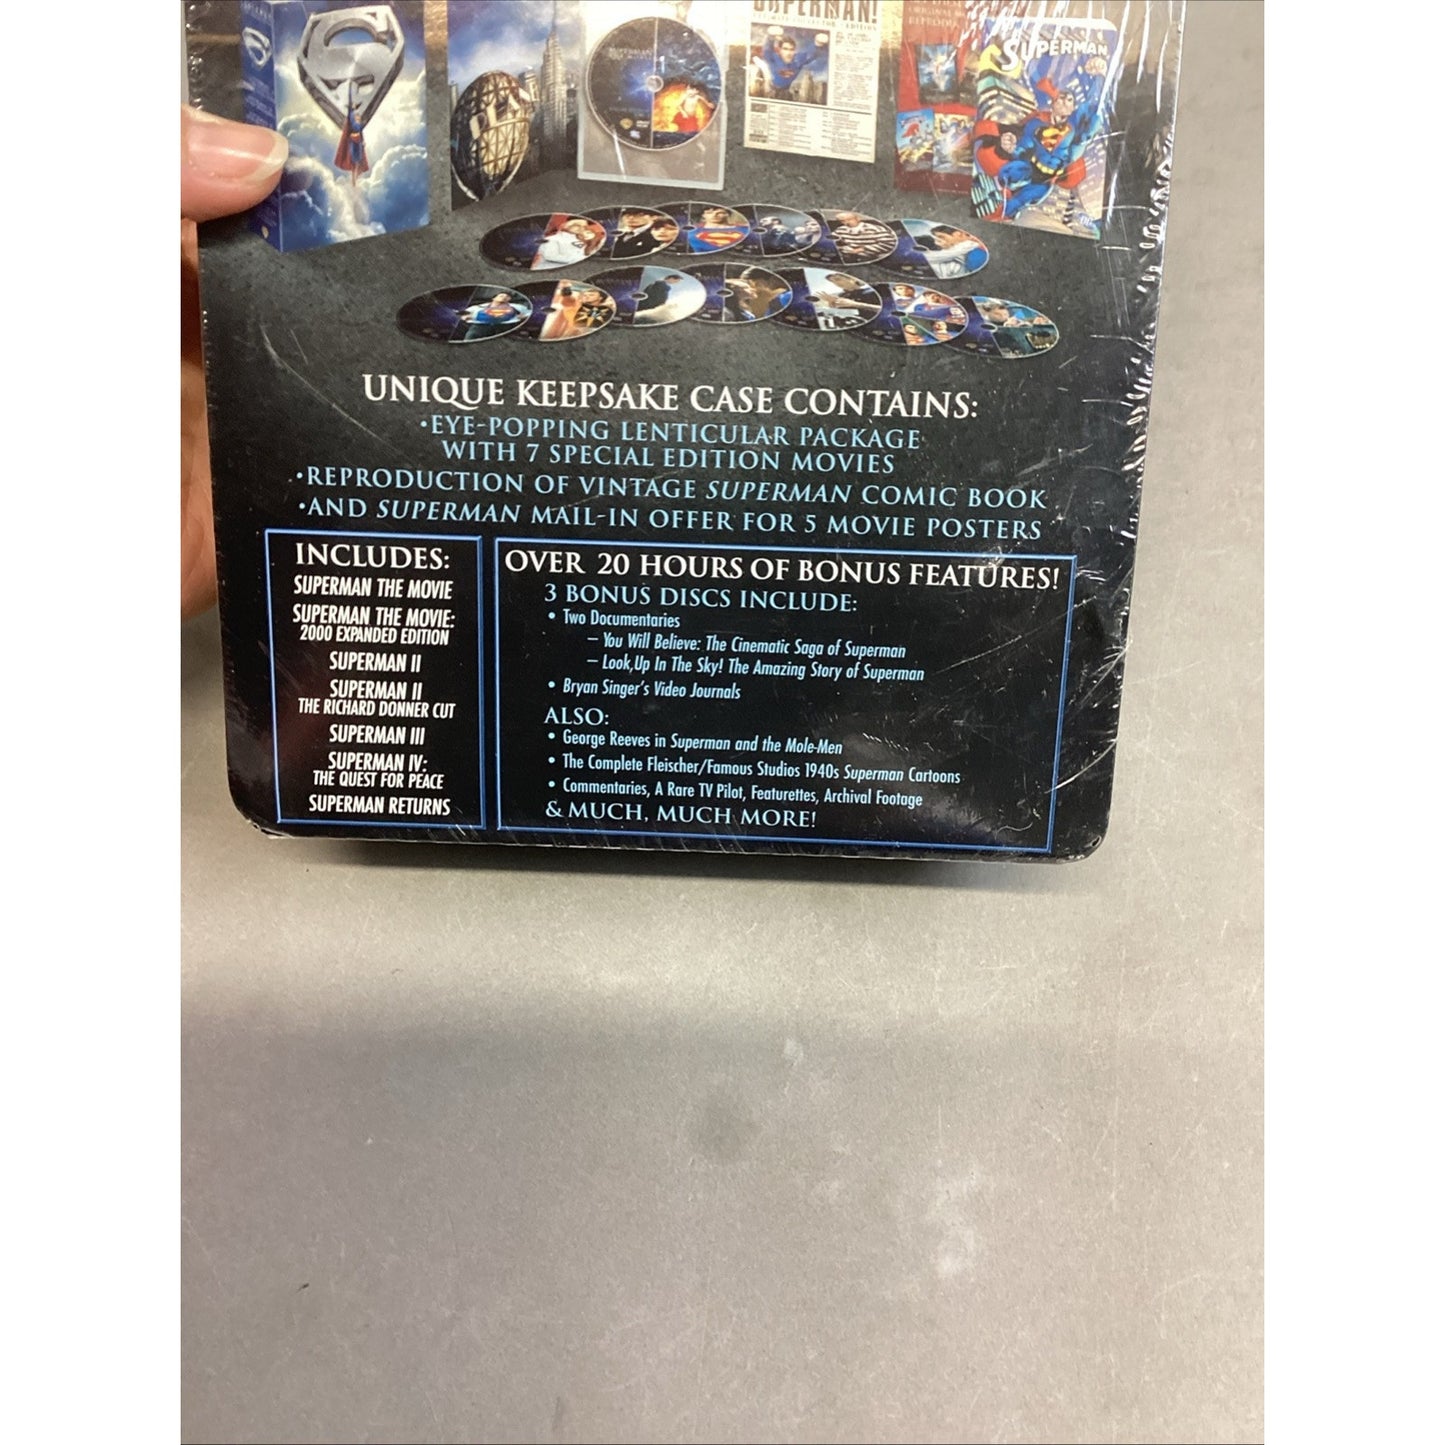 SUPERMAN!
SUPERMAN
UNIQUE KEEPSAKE CASE CONTAINS:
•EYE-POPPING LENTICULAR PACKAGE
WITH 7 SPECIAL EDITION MOVIES
•REPRODUCTION OF VINTAGE SUPERMAN COMIC BOOK
•AND SUPERMAN MAIL-IN OFFER FOR 5 MOVIE POSTERS
INCLUDES:
SUPERMAN THE MOVIE
SUPERMAN THE MOVIE:
2000 EXPANDED EDITION
SUPERMAN II
SUPERMAN II
THE RICHARD DONNER CUT
SUPERMAN III
SUPERMAN IV:
THE QUEST FOR PEACE
SUPERMAN RETURNS
OVER 20 HOURS OF BONUS FEATURES!
3 BONUS DISCS INCLUDE:
• Two Documentaries
– You Will Believe: The Cinematic Saga of Superman
– Look,Up In The Sky! The Amazing Story of Superman
• Bryan Singer's Video Journals
ALSO:
• George Reeves in Superman and the Mole-Men
• The Complete Fleischer/Famous Studios 1940s Superman Cartoons
• Commentaries, A Rare TV Pilot, Featurettes, Archival Footage
& MUCH, MUCH MORE!